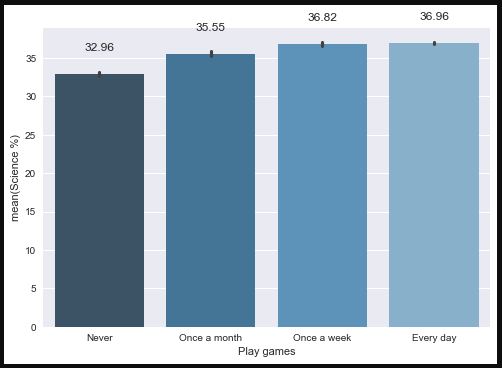 36.96
36.82
35.55
32.96
35
30
25
20
15
10
5
0
mean(Science %)
Never
Once a month
Once a week
Every day
Play games